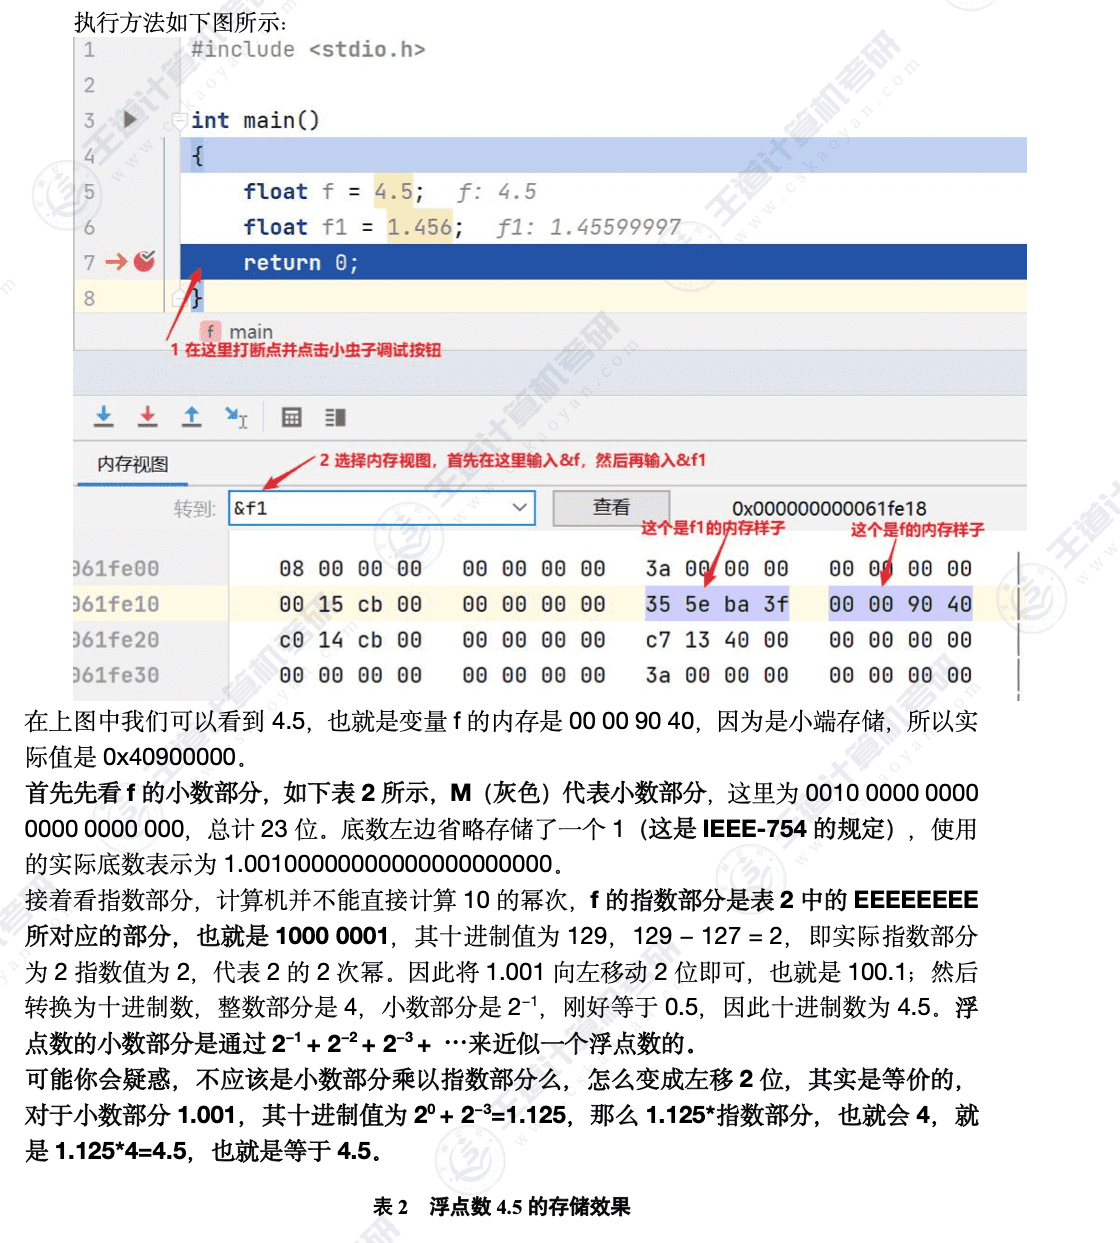 执行方法如下图所示：
1 #include <stdio.h>
2
3 int main()
4 {
5 float f = 4.5; f: 4.5
6 float f1 = 1.456; f1: 1.45599997
7 return 0;
8 }
f main
1 在这里打断点并点击小虫子调试按钮
内存视图
2 选择内存视图，首先在这里输入&f，然后再输入&f1
转到: &f1 查看 0x000000000061fe18
这个是f1的内存样子 这个是f的内存样子
061fe00 08 00 00 00 00 00 00 00 3a 00 00 00 00 00 00 00
061fe10 00 15 cb 00 00 00 00 00 35 5e ba 3f 00 00 90 40
061fe20 c0 14 cb 00 00 00 00 00 c7 13 40 00 00 00 00 00
061fe30 00 00 00 00 00 00 00 00 3a 00 00 00 00 00 00 00
在上图中我们可以看到 4.5，也就是变量 f 的内存是 00 00 90 40，因为是小端存储，所以实
际值是 0x40900000。
首先先看 f 的小数部分，如下表 2 所示，M（灰色）代表小数部分，这里为 0010 0000 0000
0000 0000 000，总计 23 位。底数左边省略存储了一个 1（这是 IEEE-754 的规定），使用
的实际底数表示为 1.00100000000000000000000。
接着看指数部分，计算机并不能直接计算 10 的幂次，f 的指数部分是表 2 中的 EEEEEEEE
所对应的部分，也就是 1000 0001，其十进制值为 129，129 – 127 = 2，即实际指数部分
为 2 指数值为 2，代表 2 的 2 次幂。因此将 1.001 向左移动 2 位即可，也就是 100.1；然后
转换为十进制数，整数部分是 4，小数部分是 2⁻¹，刚好等于 0.5，因此十进制数为 4.5。浮
点数的小数部分是通过 2⁻¹ + 2⁻² + 2⁻³ + …来近似一个浮点数的。
可能你会疑惑，不应该是小数部分乘以指数部分么，怎么变成左移 2 位，其实是等价的，
对于小数部分 1.001，其十进制值为 2⁰ + 2⁻³=1.125，那么 1.125*指数部分，也就会 4，就
是 1.125*4=4.5，也就是等于 4.5。
表 2 浮点数 4.5 的存储效果
王道计算机考研
www.cskaoyan.com